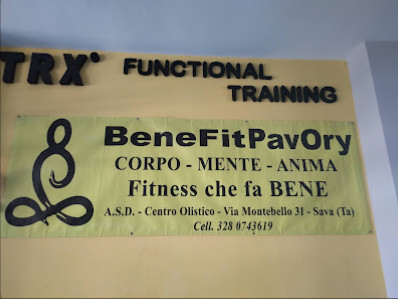 TRX® FUNCTIONAL
TRAINING
BeneFitPavOry
CORPO - MENTE - ANIMA
Fitness che fa BENE
A.S.D. - Centro Olistico - Via Montebello 31 - Sava (Ta)
Cell. 328 0743619